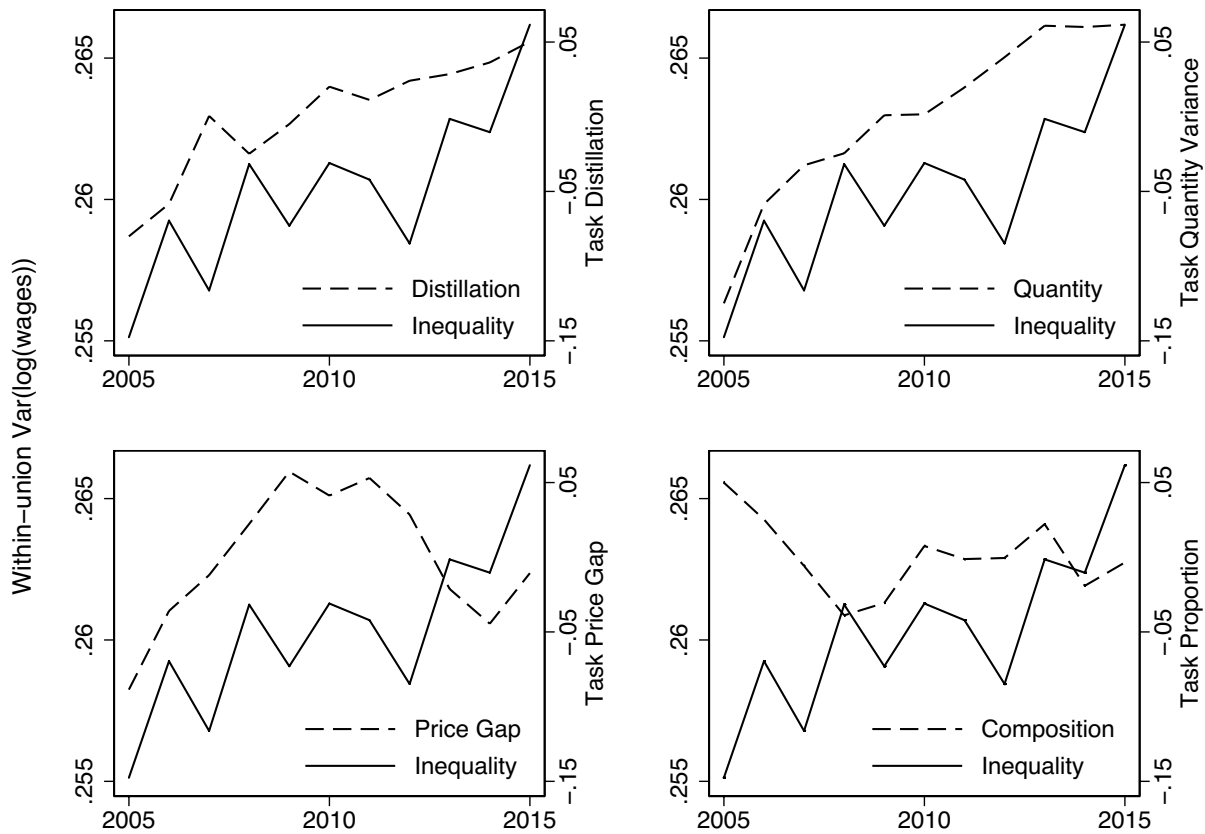 Within−union Var(log(wages))
.265
.26
.255
.05
−.05
−.15
Task Distillation
Distillation
Inequality
2005
2010
2015
.265
.26
.255
.05
−.05
−.15
Task Quantity Variance
Quantity
Inequality
2005
2010
2015
.265
.26
.255
.05
−.05
−.15
Task Price Gap
Price Gap
Inequality
2005
2010
2015
.265
.26
.255
.05
−.05
−.15
Task Proportion
Composition
Inequality
2005
2010
2015